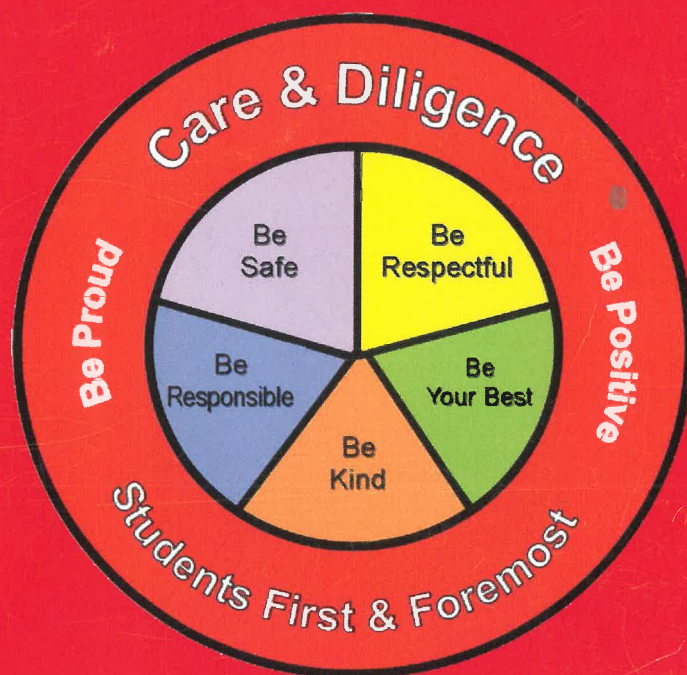 Care & Diligence
Be Proud
Be Positive
Students First & Foremost
Be
Safe
Be
Respectful
Be
Responsible
Be
Your Best
Be
Kind